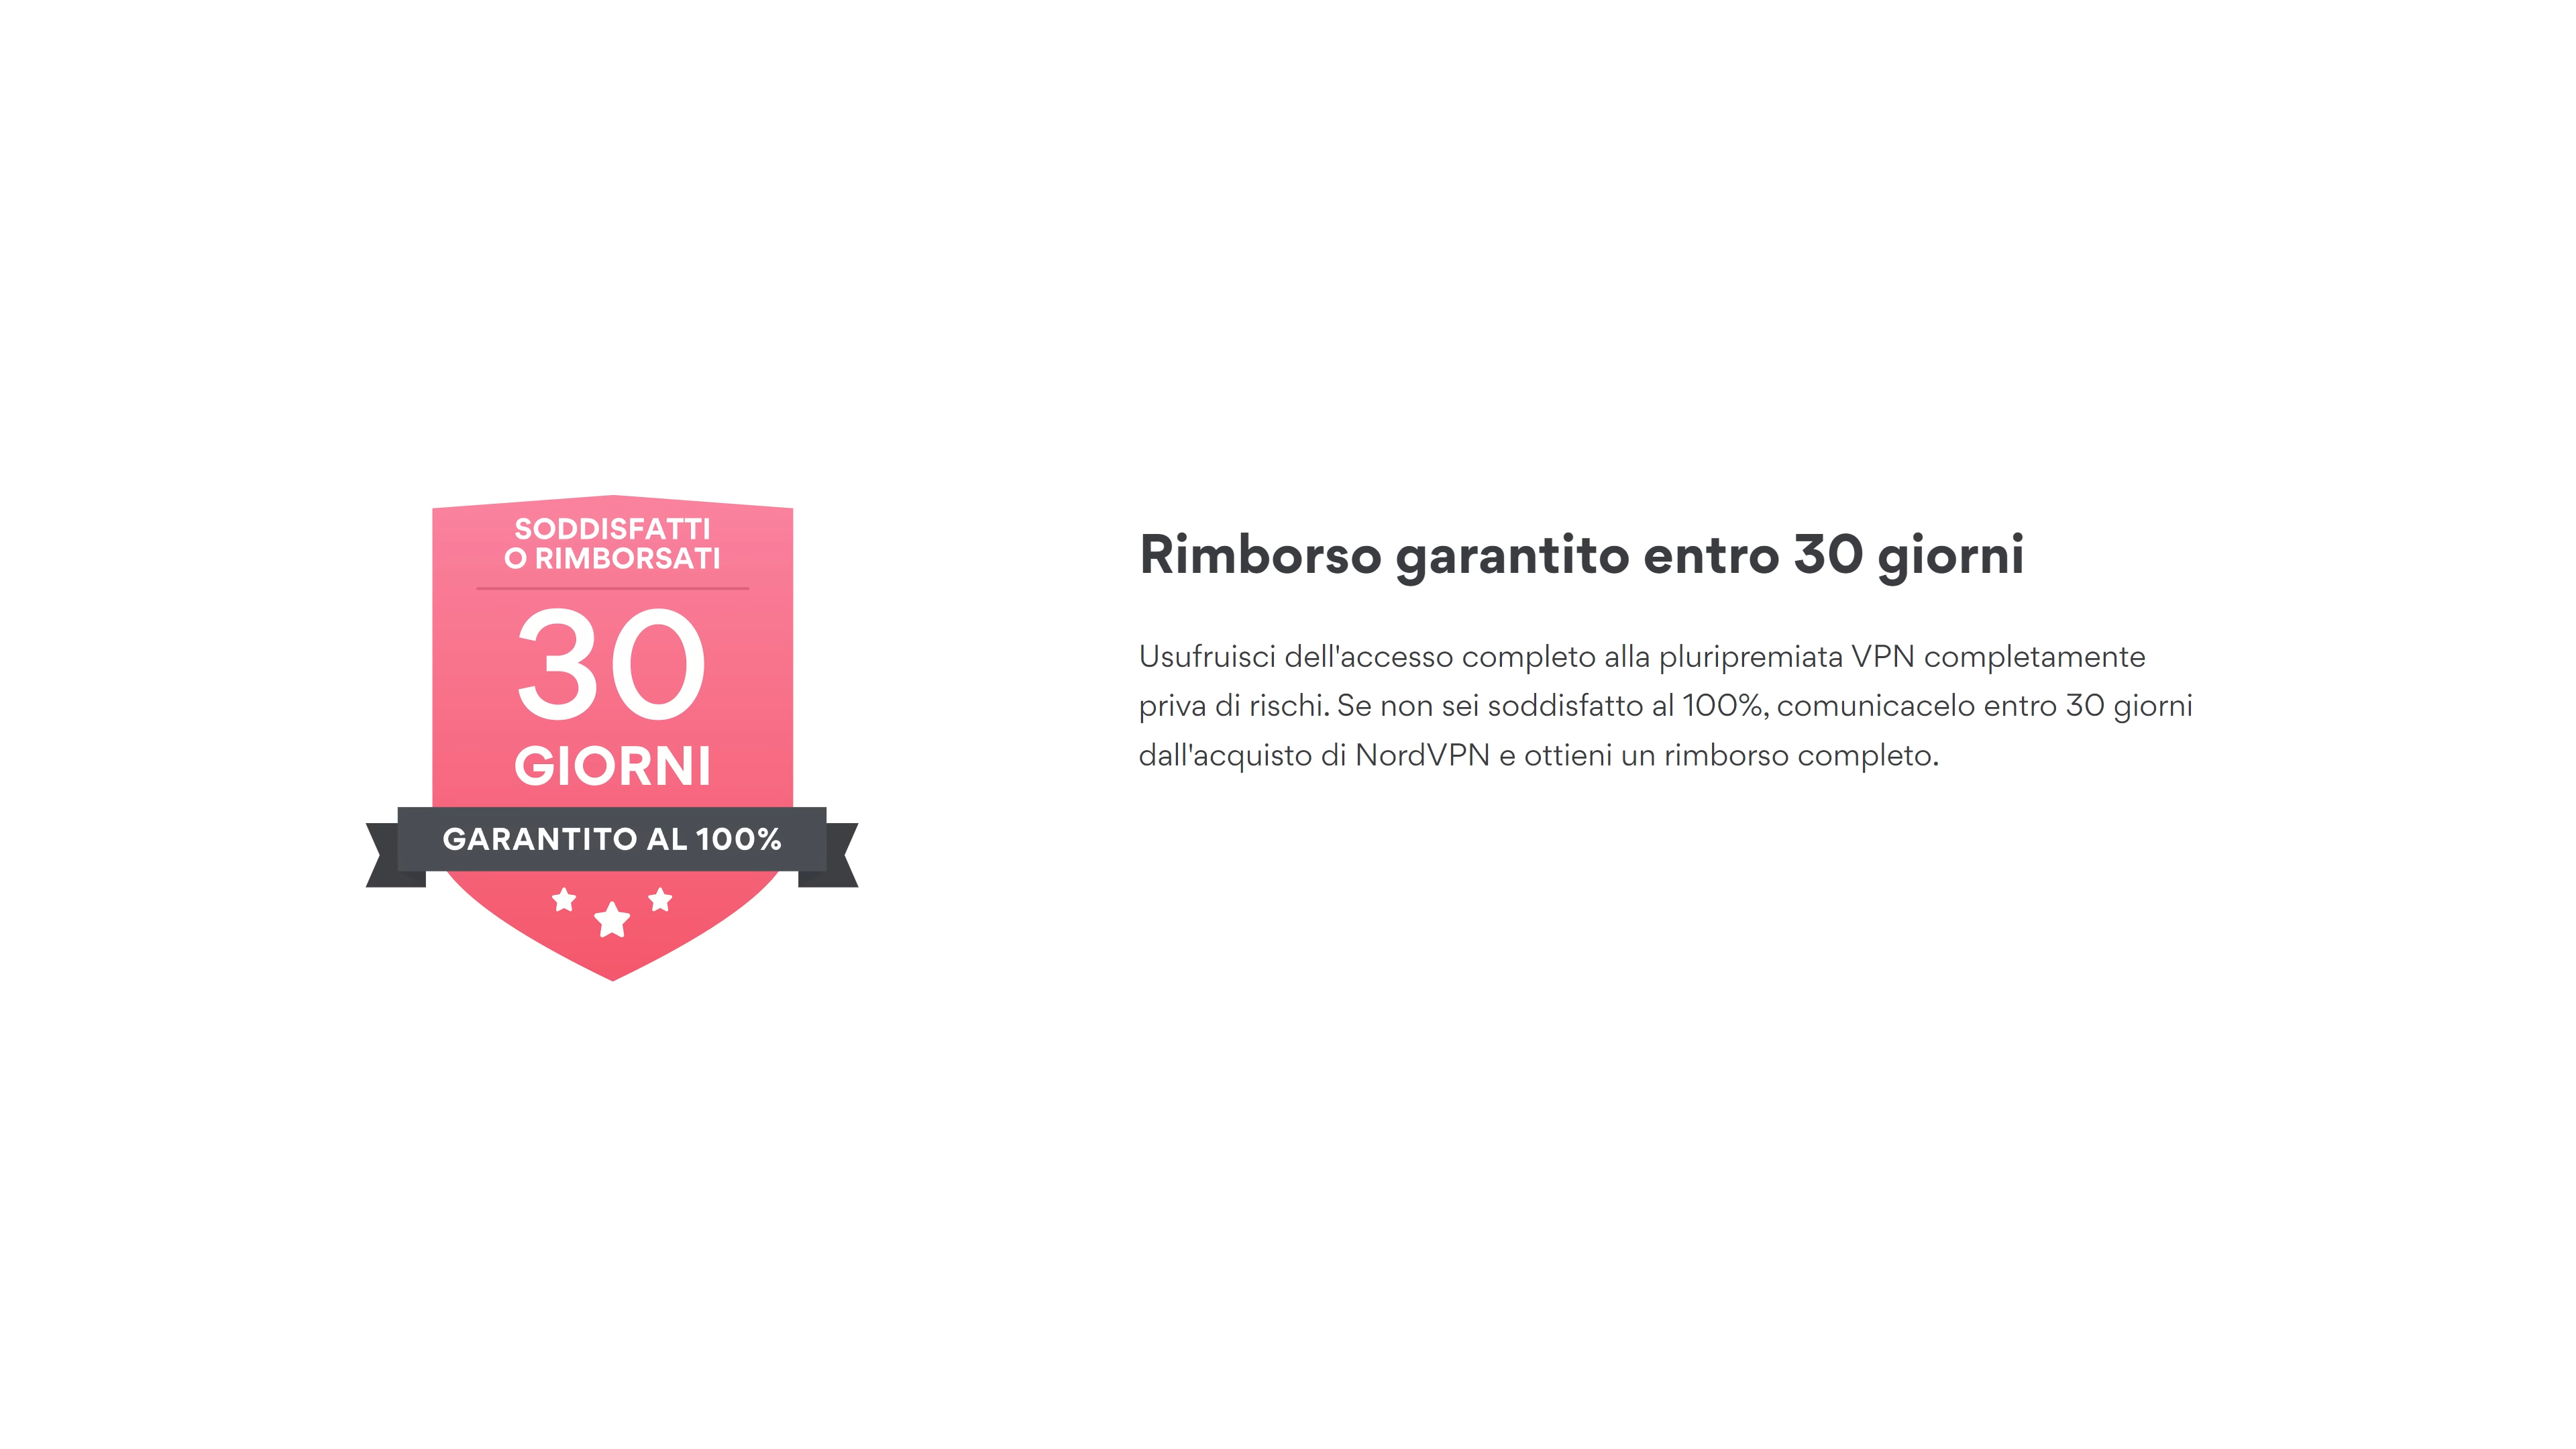 SODDISFATTI
O RIMBORSATI
30
GIORNI
GARANTITO AL 100%
Rimborso garantito entro 30 giorni
Usufruisci dell'accesso completo alla pluripremiata VPN completamente
priva di rischi. Se non sei soddisfatto al 100%, comunicacelo entro 30 giorni
dall'acquisto di NordVPN e ottieni un rimborso completo.